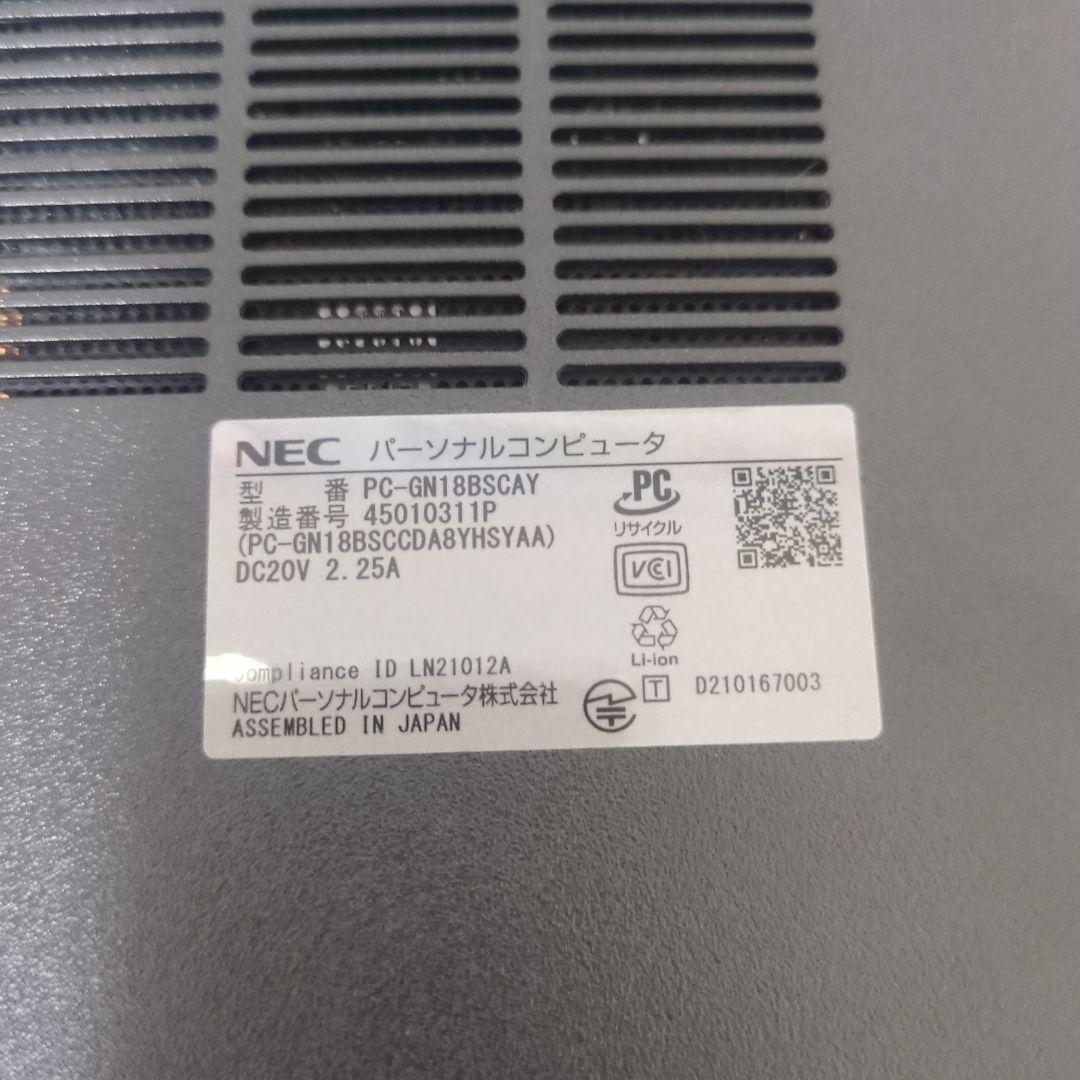 NEC パーソナルコンピュータ
型 番 PC-GN18BSCAY
製造番号 45010311P
(PC-GN18BSCCDA8YHSYAA)
DC20V 2.25A
PC
リサイクル
VCCI
Li-ion
Compliance ID LN21012A
NECパーソナルコンピュータ株式会社
ASSEMBLED IN JAPAN
T D210167003